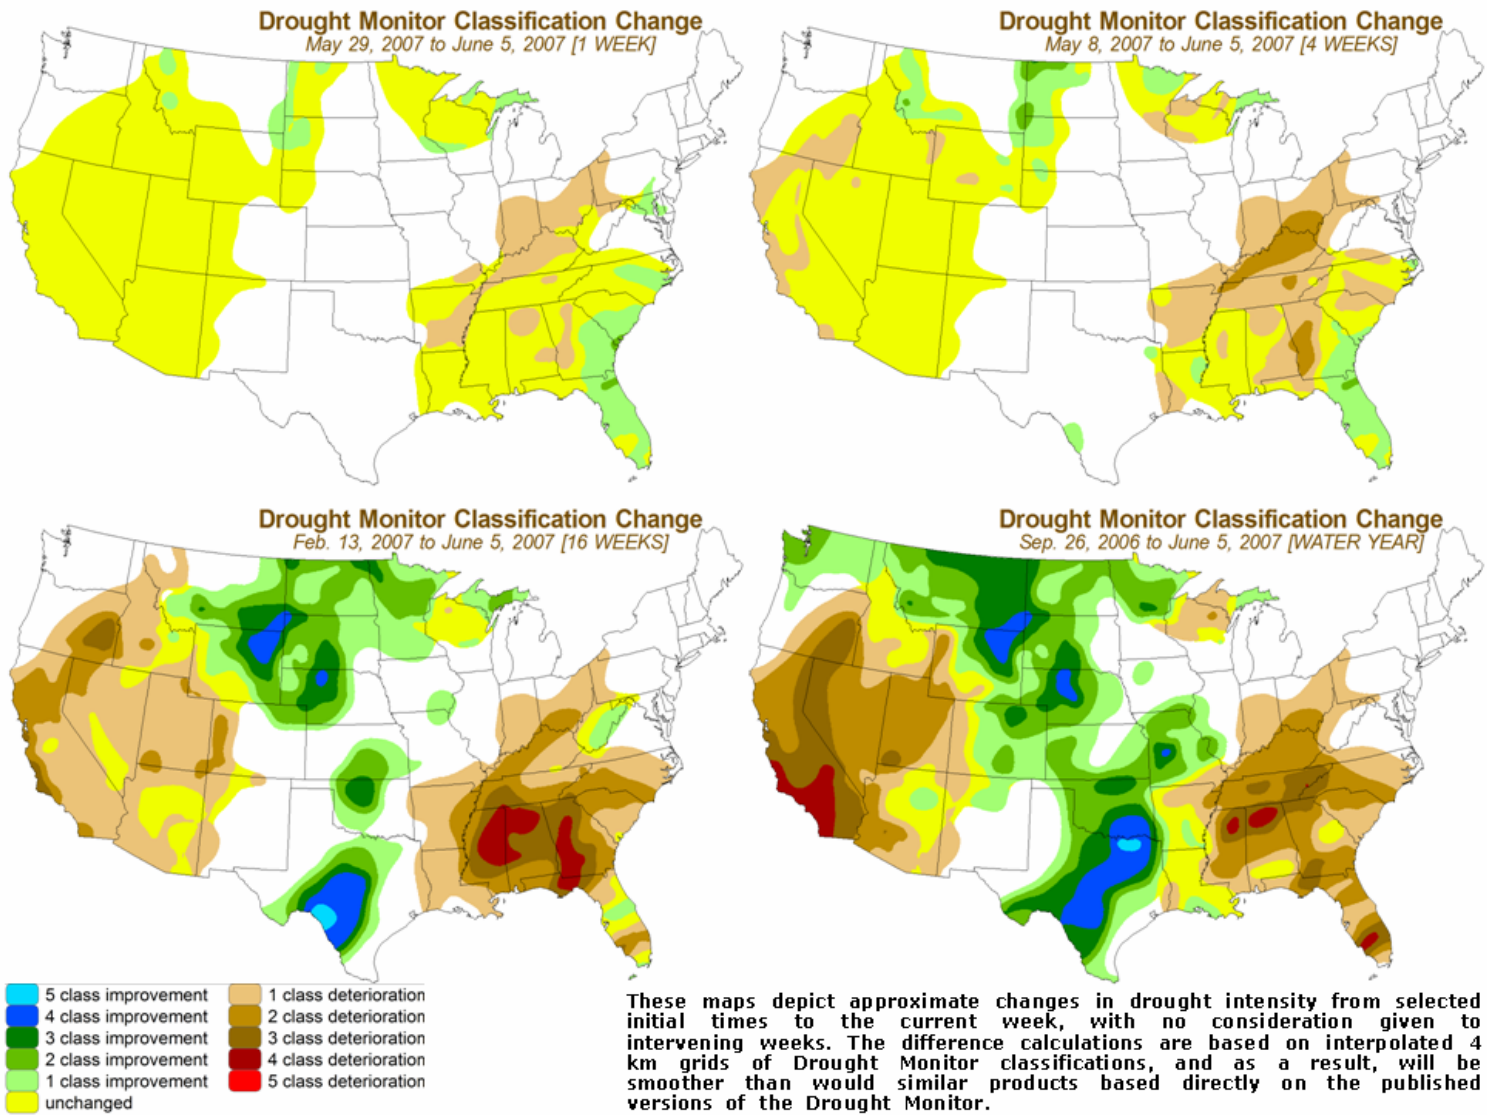 Drought Monitor Classification Change
May 29, 2007 to June 5, 2007 [1 WEEK]
Drought Monitor Classification Change
May 8, 2007 to June 5, 2007 [4 WEEKS]
Drought Monitor Classification Change
Feb. 13, 2007 to June 5, 2007 [16 WEEKS]
Drought Monitor Classification Change
Sep. 26, 2006 to June 5, 2007 [WATER YEAR]
5 class improvement
4 class improvement
3 class improvement
2 class improvement
1 class improvement
unchanged
1 class deterioration
2 class deterioration
3 class deterioration
4 class deterioration
5 class deterioration
These maps depict approximate changes in drought intensity from selected
initial times to the current week, with no consideration given to
intervening weeks. The difference calculations are based on interpolated 4
km grids of Drought Monitor classifications, and as a result, will be
smoother than would similar products based directly on the published
versions of the Drought Monitor.